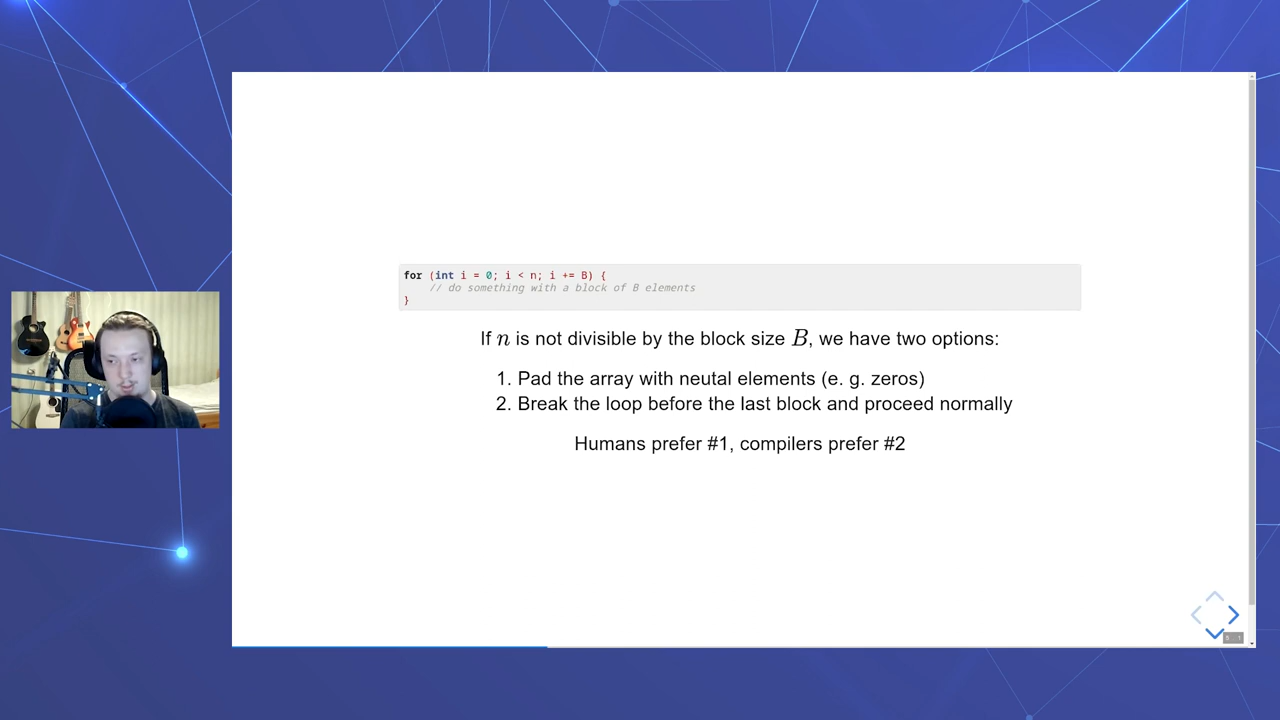 for (int i = 0; i < n; i += B) {
// do something with a block of B elements
}
If n is not divisible by the block size B, we have two options:
1. Pad the array with neutal elements (e. g. zeros)
2. Break the loop before the last block and proceed normally
Humans prefer #1, compilers prefer #2